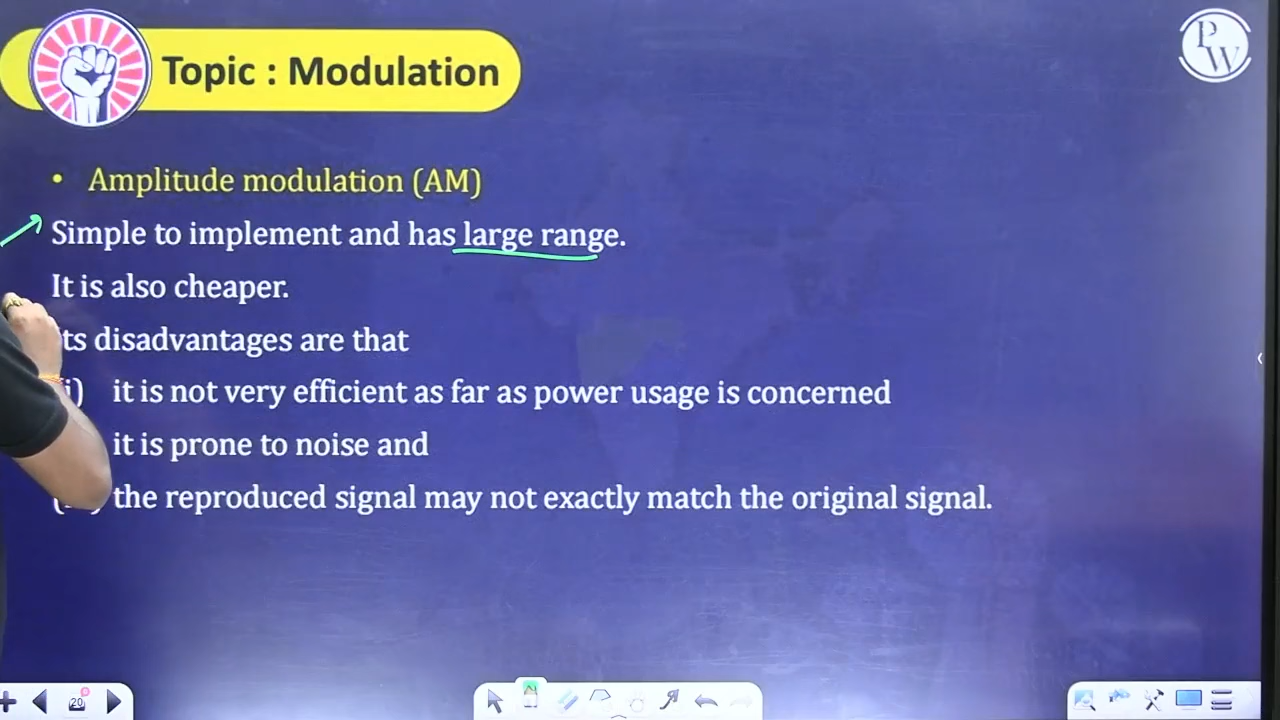 Topic : Modulation
PW
• Amplitude modulation (AM)
Simple to implement and has large range.
It is also cheaper.
disadvantages are that
it is not very efficient as far as power usage is concerned
it is prone to noise and
the reproduced signal may not exactly match the original signal.
20